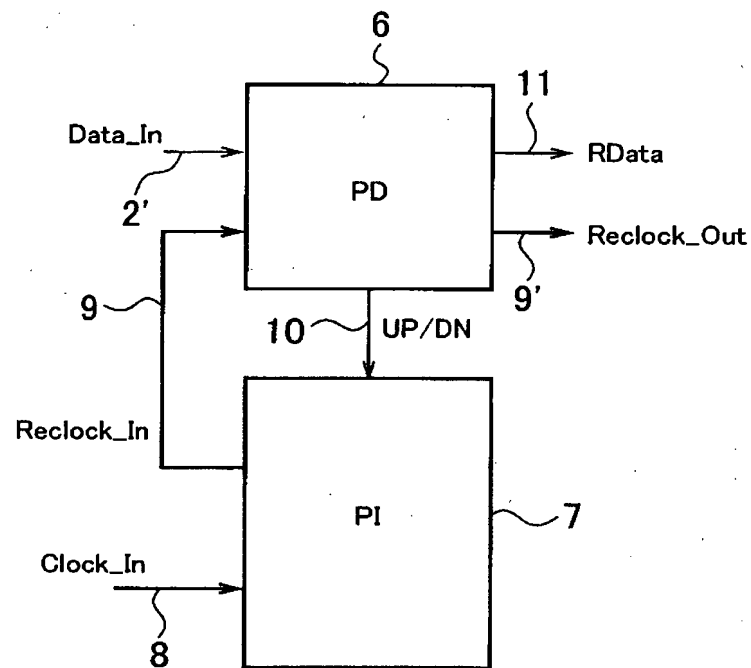 6
11
Data_In
RData
PD
2'
Reclock_Out
9
9'
10
UP/DN
Reclock_In
PI
7
Clock_In
8